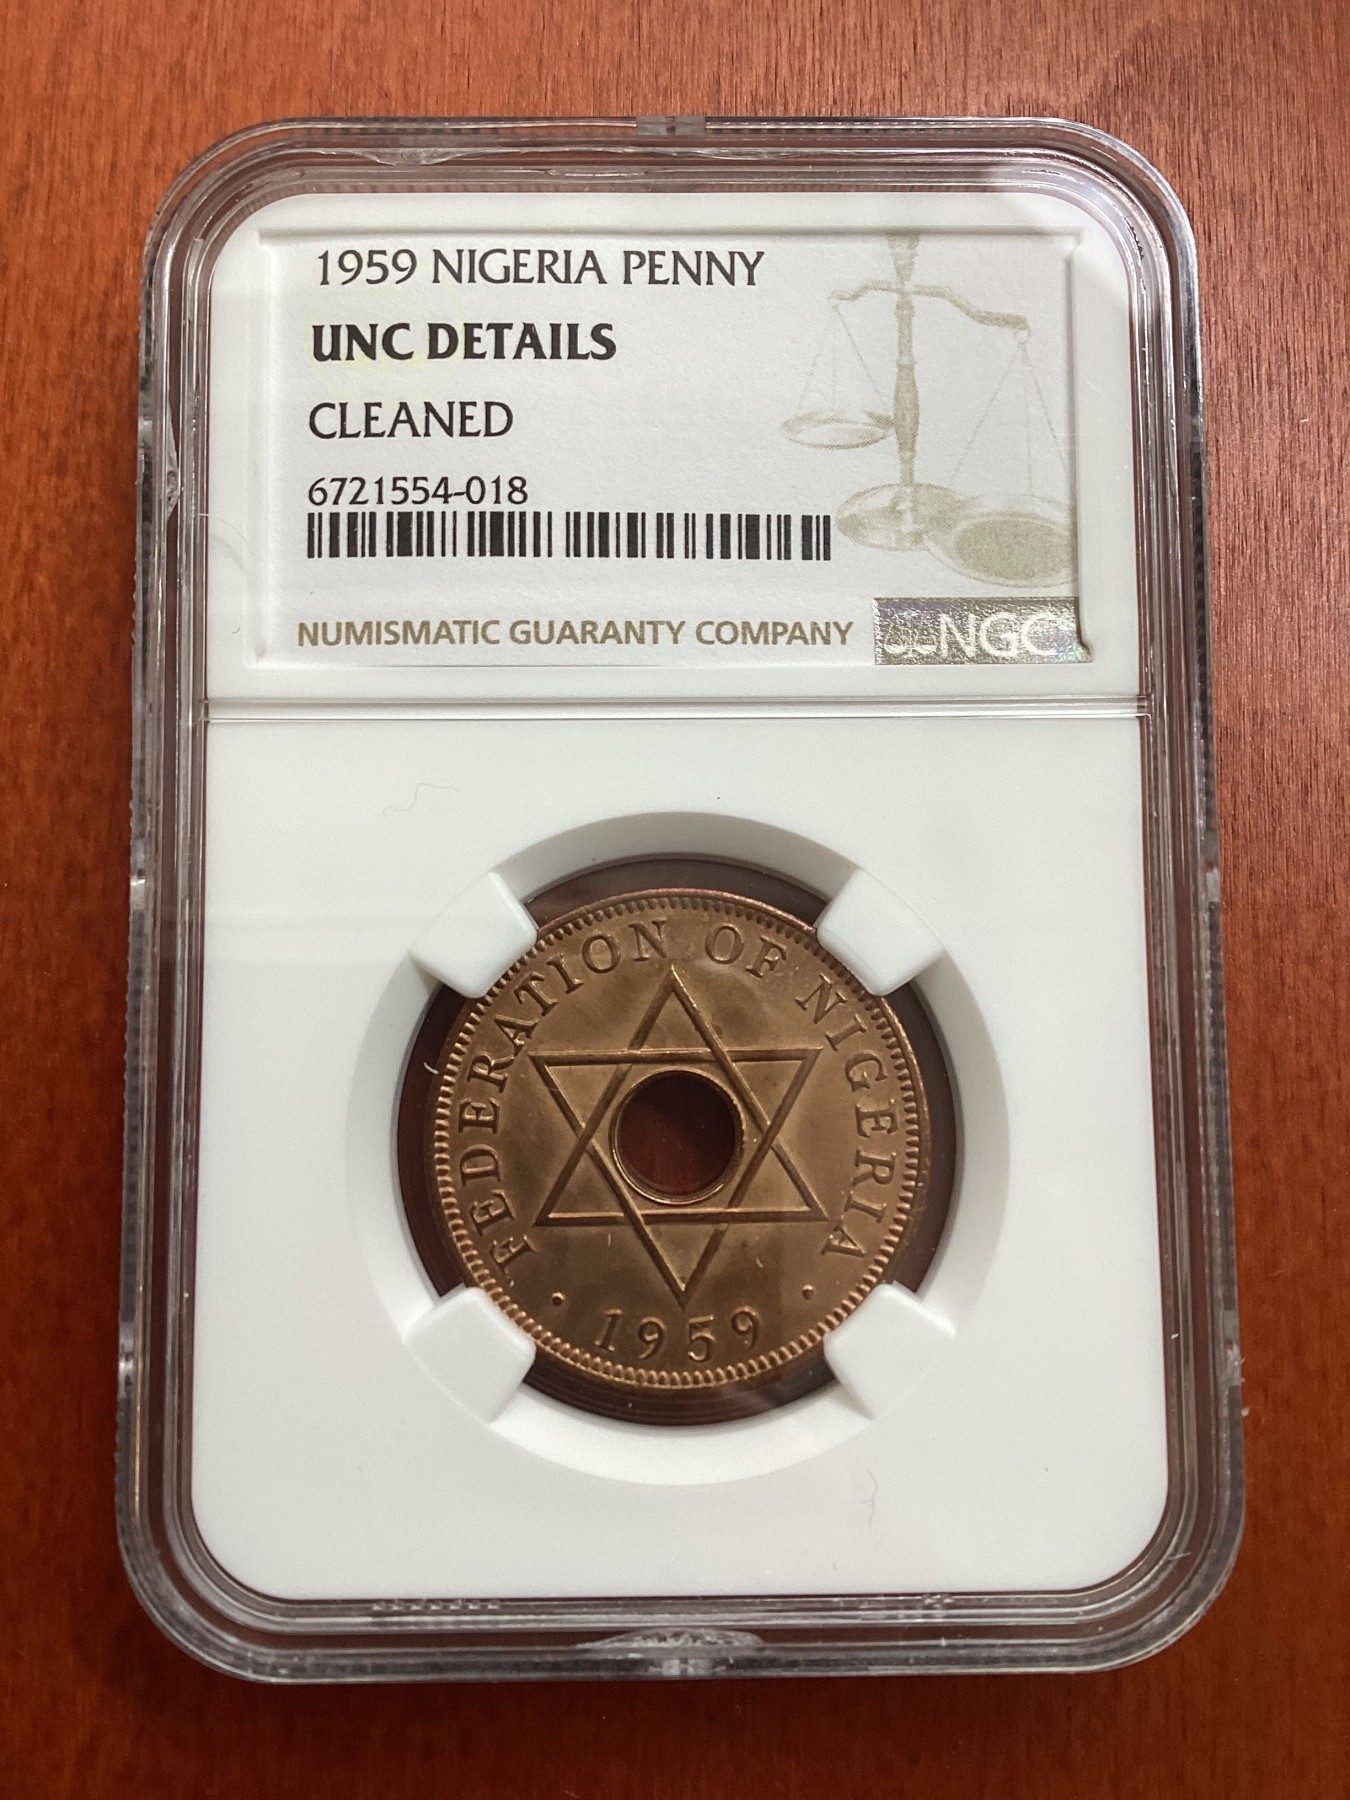 1959 NIGERIA PENNY
UNC DETAILS
CLEANED
6721554-018
NUMISMATIC GUARANTY COMPANY
NGC
FEDERATION OF NIGERIA
• 1959 •